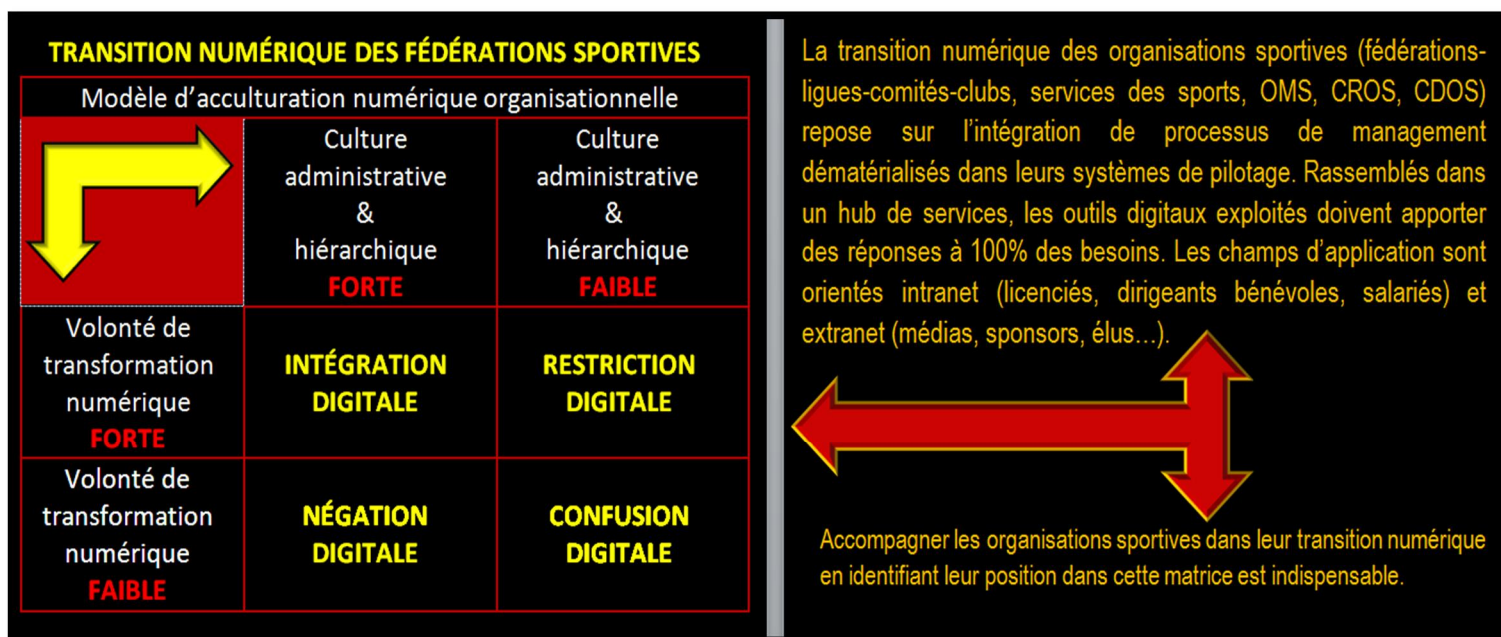 TRANSITION NUMÉRIQUE DES FÉDÉRATIONS SPORTIVES
Modèle d’acculturation numérique organisationnelle
Culture
administrative
&
hiérarchique
FORTE
Culture
administrative
&
hiérarchique
FAIBLE
Volonté de
transformation
numérique
FORTE
INTÉGRATION
DIGITALE
RESTRICTION
DIGITALE
Volonté de
transformation
numérique
FAIBLE
NÉGATION
DIGITALE
CONFUSION
DIGITALE
La transition numérique des organisations sportives (fédérations-
ligues-comités-clubs, services des sports, OMS, CROS, CDOS)
repose sur l’intégration de processus de management
dématérialisés dans leurs systèmes de pilotage. Rassemblés dans
un hub de services, les outils digitaux exploités doivent apporter
des réponses à 100% des besoins. Les champs d’application sont
orientés intranet (licenciés, dirigeants bénévoles, salariés) et
extranet (médias, sponsors, élus…).
Accompagner les organisations sportives dans leur transition numérique
en identifiant leur position dans cette matrice est indispensable.